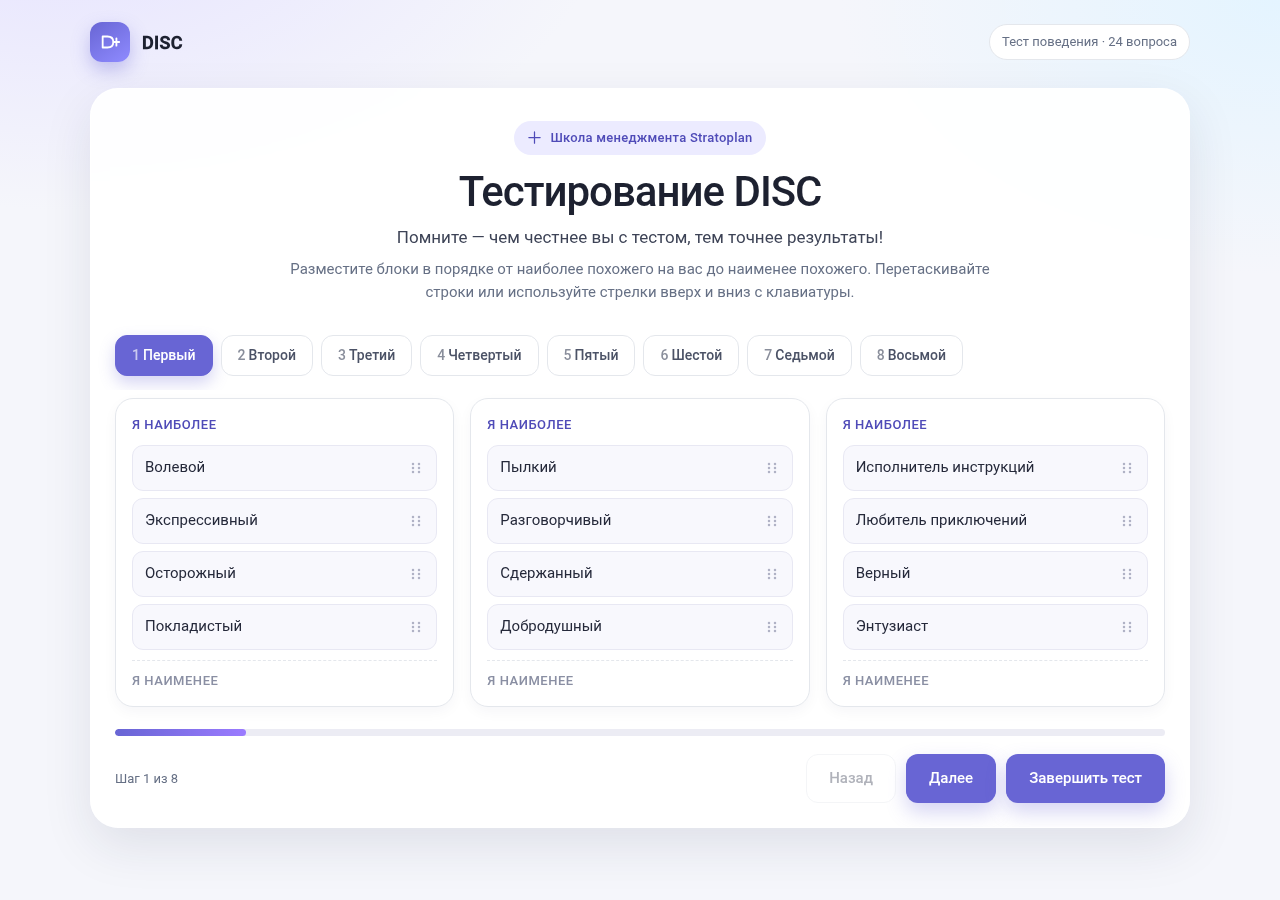 DISC
Тест поведения · 24 вопроса
Школа менеджмента Stratoplan
Тестирование DISC
Помните — чем честнее вы с тестом, тем точнее результаты!
Разместите блоки в порядке от наиболее похожего на вас до наименее похожего. Перетаскивайте
строки или используйте стрелки вверх и вниз с клавиатуры.
1 Первый
2 Второй
3 Третий
4 Четвертый
5 Пятый
6 Шестой
7 Седьмой
8 Восьмой
Я НАИБОЛЕЕ
Волевой
Экспрессивный
Осторожный
Покладистый
Я НАИМЕНЕЕ
Я НАИБОЛЕЕ
Пылкий
Разговорчивый
Сдержанный
Добродушный
Я НАИМЕНЕЕ
Я НАИБОЛЕЕ
Исполнитель инструкций
Любитель приключений
Верный
Энтузиаст
Я НАИМЕНЕЕ
Шаг 1 из 8
Назад
Далее
Завершить тест